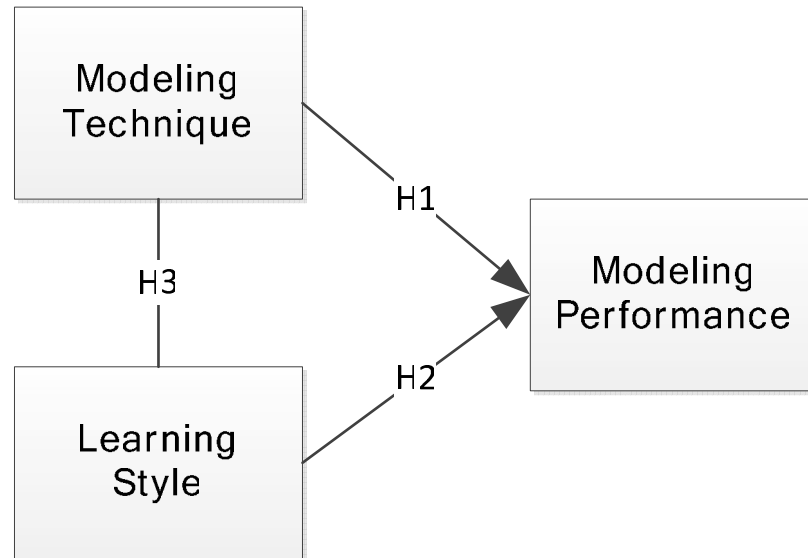 Modeling
Technique
H1
H3
Modeling
Performance
H2
Learning
Style